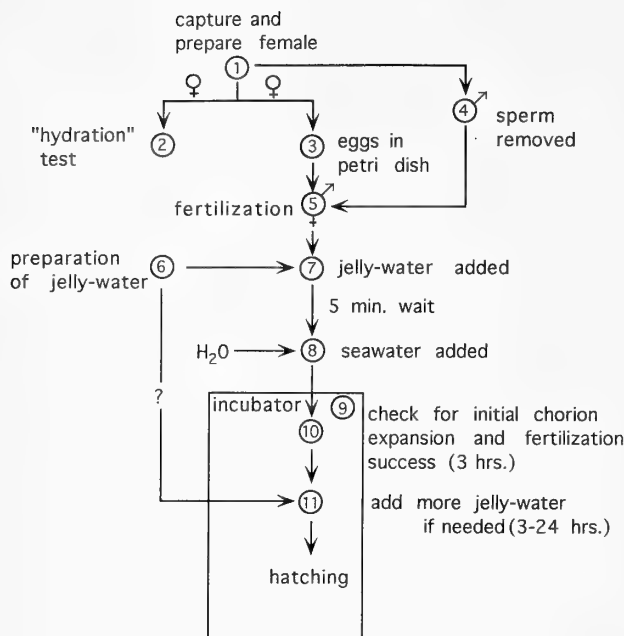 capture and
prepare female
①
♀ ♀
④
♂
sperm
removed
"hydration"
test
②
③
eggs in
petri dish
fertilization
⑤
♂
♀
preparation
of jelly-water
⑥
⑦
jelly-water added
5 min. wait
H₂O
⑧
seawater added
?
incubator
⑨
⑩
check for initial chorion
expansion and fertilization
success (3 hrs.)
⑪
add more jelly-water
if needed (3-24 hrs.)
hatching